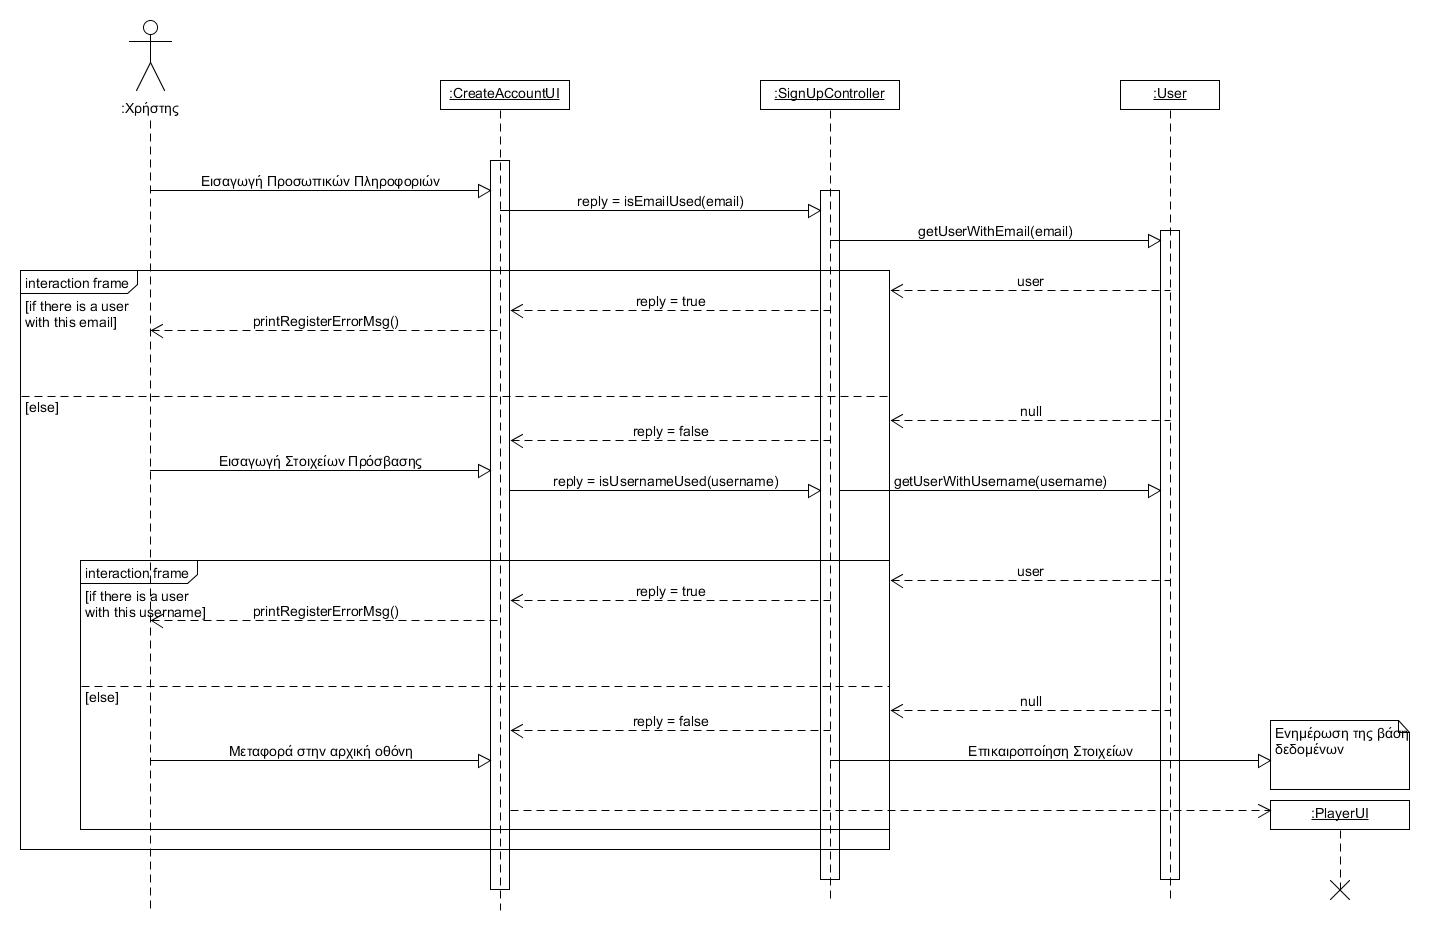 :Χρήστης
:CreateAccountUI
:SignUpController
:User
Εισαγωγή Προσωπικών Πληροφοριών
reply = isEmailUsed(email)
getUserWithEmail(email)
interaction frame
[if there is a user
with this email]
user
reply = true
printRegisterErrorMsg()
[else]
null
reply = false
Εισαγωγή Στοιχείων Πρόσβασης
reply = isUsernameUsed(username)
getUserWithUsername(username)
interaction frame
[if there is a user
with this username]
user
reply = true
printRegisterErrorMsg()
[else]
null
reply = false
Μεταφορά στην αρχική οθόνη
Επικαιροποίηση Στοιχείων
Ενημέρωση της βάση
δεδομένων
:PlayerUI